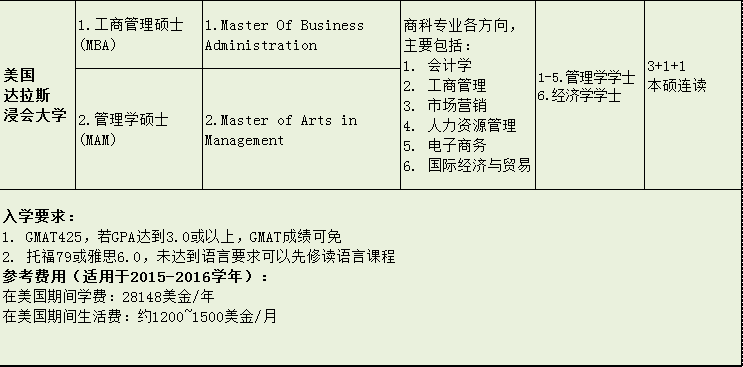 美国
达拉斯
浸会大学
1.工商管理硕士
(MBA)
2.管理学硕士
(MAM)
1.Master Of Business
Administration
2.Master of Arts in
Management
商科专业各方向，
主要包括：
1. 会计学
2. 工商管理
3. 市场营销
4. 人力资源管理
5. 电子商务
6. 国际经济与贸易
1-5.管理学学士
6.经济学学士
3+1+1
本硕连读
入学要求：
1. GMAT425，若GPA达到3.0或以上，GMAT成绩可免
2. 托福79或雅思6.0，未达到语言要求可以先修读语言课程
参考费用（适用于2015-2016学年）：
在美国期间学费：28148美金/年
在美国期间生活费：约1200~1500美金/月